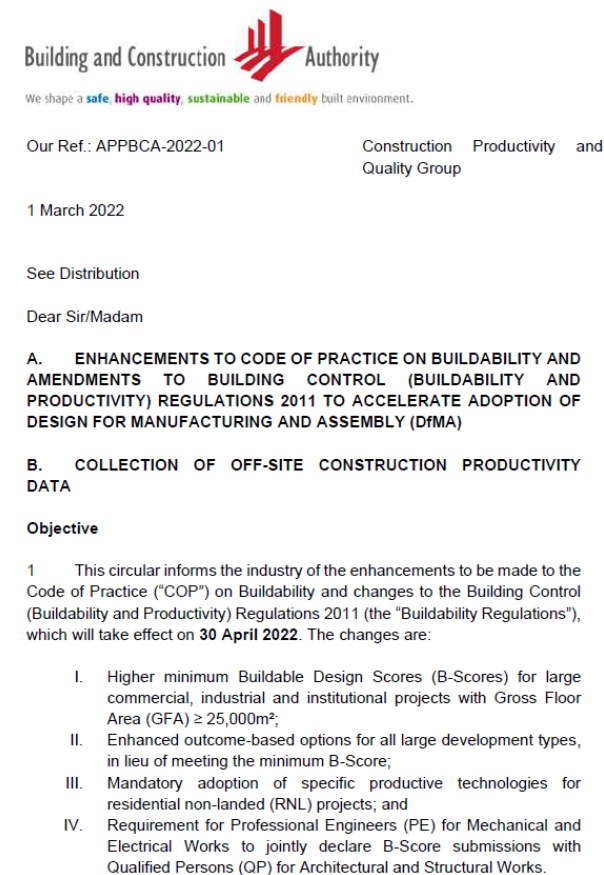 Building and Construction Authority
We shape a safe, high quality, sustainable and friendly built environment.
Our Ref.: APPBCA-2022-01
Construction Productivity and
Quality Group
1 March 2022
See Distribution
Dear Sir/Madam
A. ENHANCEMENTS TO CODE OF PRACTICE ON BUILDABILITY AND
AMENDMENTS TO BUILDING CONTROL (BUILDABILITY AND
PRODUCTIVITY) REGULATIONS 2011 TO ACCELERATE ADOPTION OF
DESIGN FOR MANUFACTURING AND ASSEMBLY (DfMA)
B. COLLECTION OF OFF-SITE CONSTRUCTION PRODUCTIVITY
DATA
Objective
1 This circular informs the industry of the enhancements to be made to the
Code of Practice (“COP”) on Buildability and changes to the Building Control
(Buildability and Productivity) Regulations 2011 (the “Buildability Regulations”),
which will take effect on 30 April 2022. The changes are:
I. Higher minimum Buildable Design Scores (B-Scores) for large
commercial, industrial and institutional projects with Gross Floor
Area (GFA) ≥ 25,000m²;
II. Enhanced outcome-based options for all large development types,
in lieu of meeting the minimum B-Score;
III. Mandatory adoption of specific productive technologies for
residential non-landed (RNL) projects; and
IV. Requirement for Professional Engineers (PE) for Mechanical and
Electrical Works to jointly declare B-Score submissions with
Qualified Persons (QP) for Architectural and Structural Works.